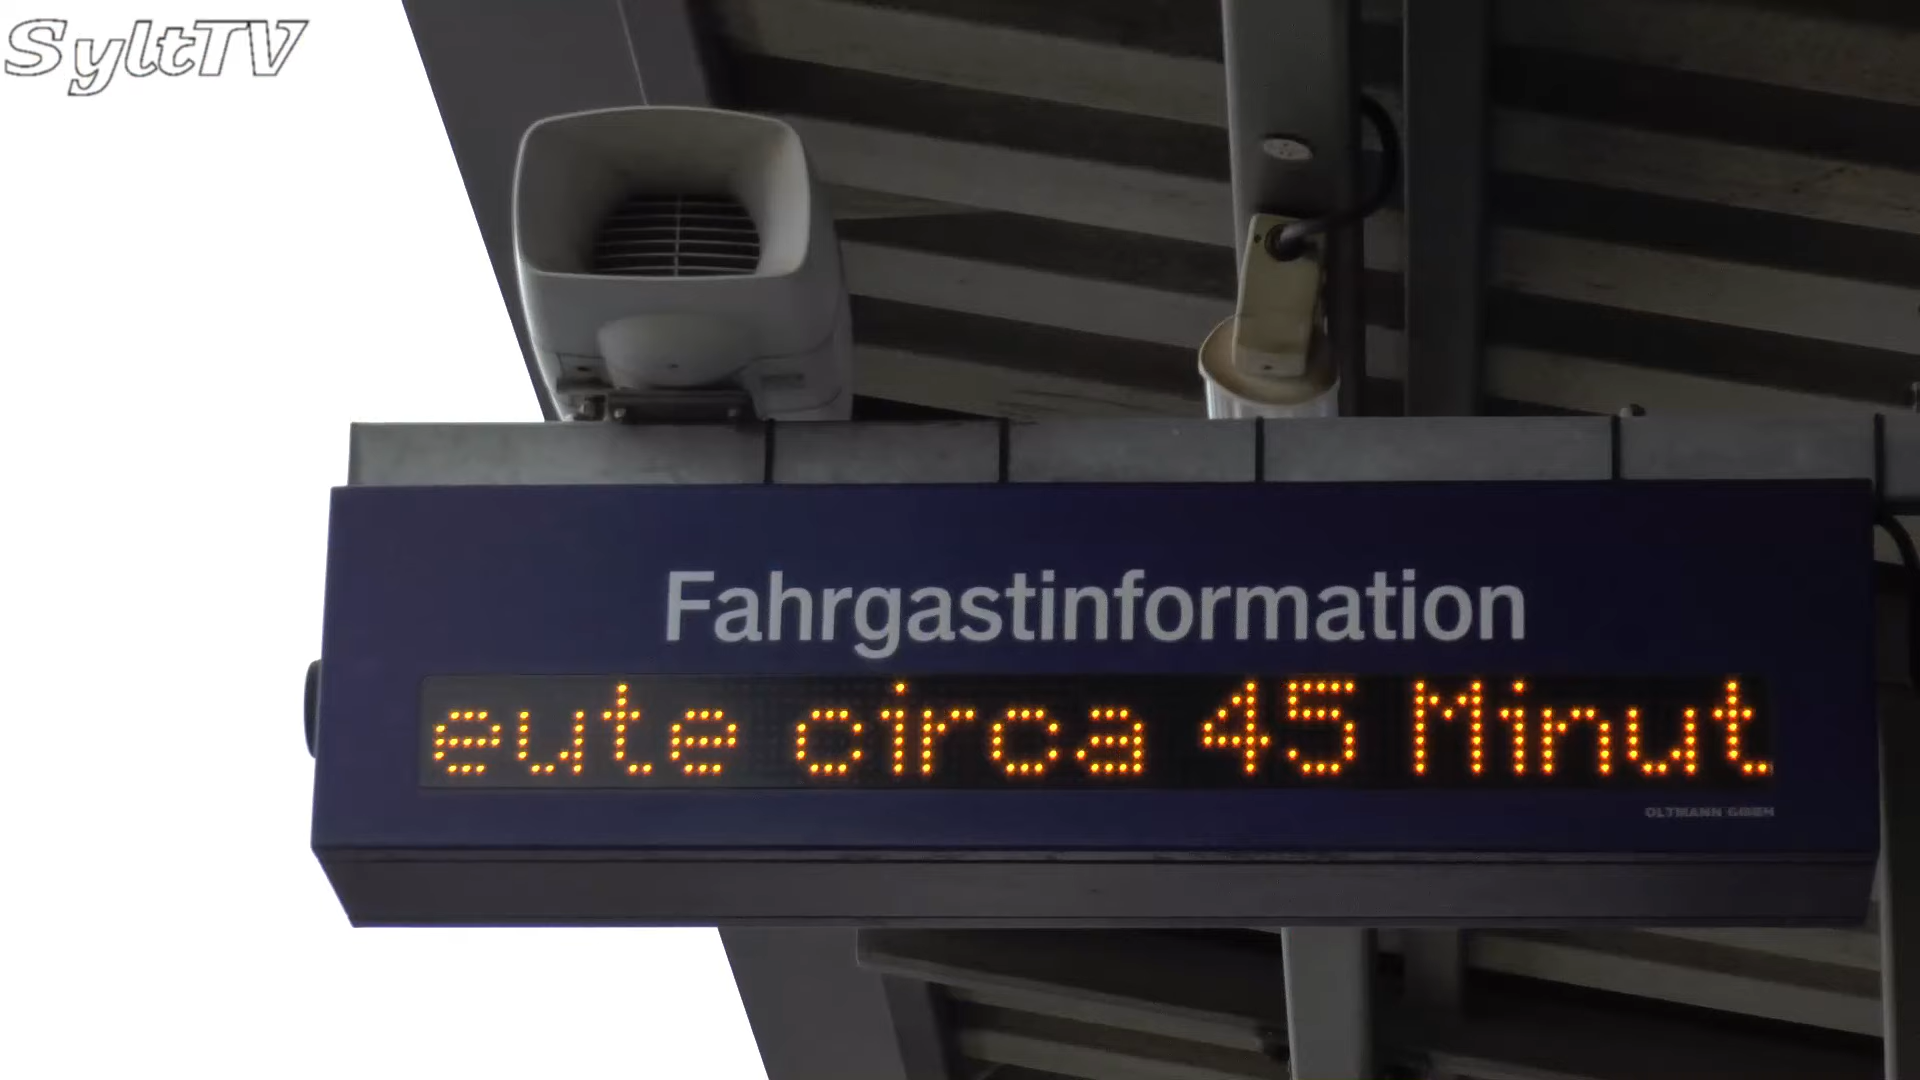 SyltTV
Fahrgastinformation
eute circa 45 Minut
OLTMANN GMBH